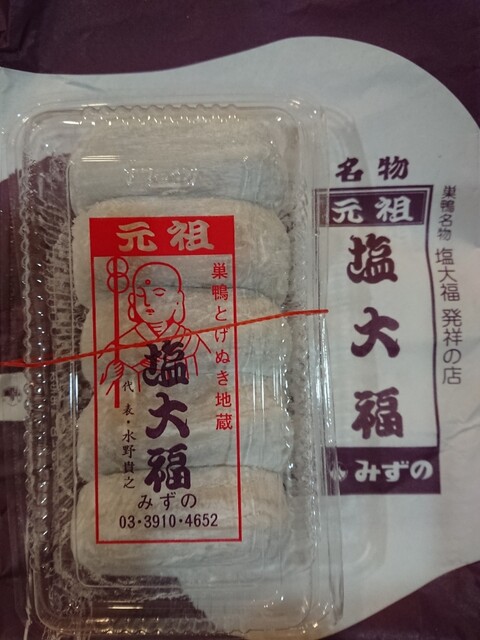 元祖
巣鴨とげぬき地蔵
塩大福
代表・水野貴之
みずの
03・3910・4652
名物
元祖
塩大福
みずの
巣鴨名物 塩大福 発祥の店